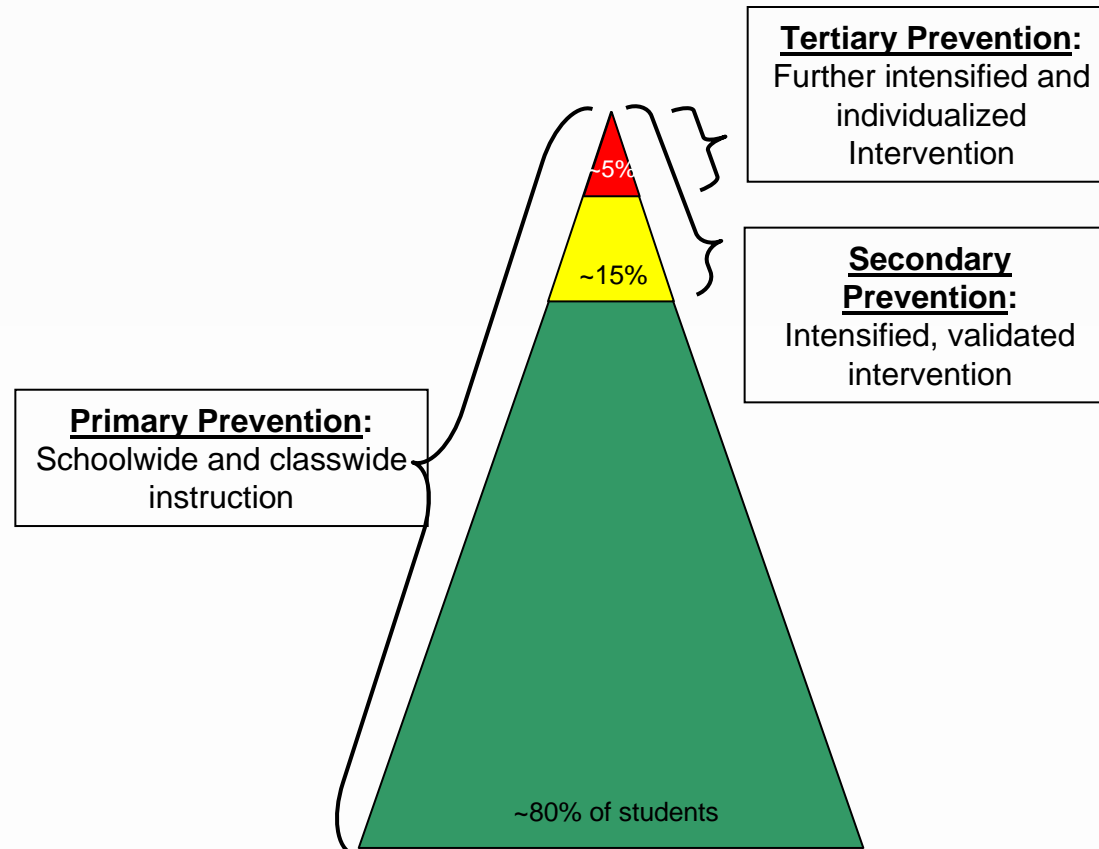 Tertiary Prevention:
Further intensified and
individualized
Intervention
~5%
~15%
Secondary
Prevention:
Intensified, validated
intervention
Primary Prevention:
Schoolwide and classwide
instruction
~80% of students